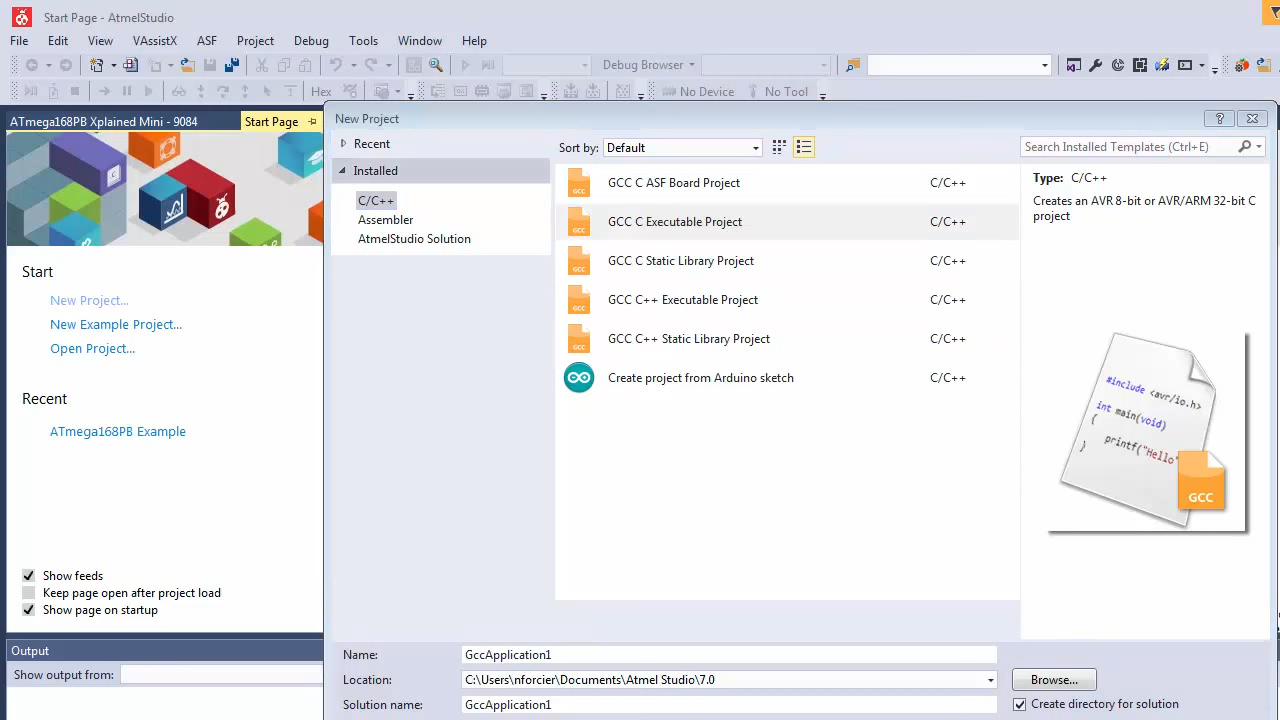 Start Page - AtmelStudio
File Edit View VAssistX ASF Project Debug Tools Window Help
Debug Browser
Hex No Device No Tool
ATmega168PB Xplained Mini - 9084 Start Page
New Project
Recent
Installed
C/C++
Assembler
AtmelStudio Solution
Sort by: Default
Search Installed Templates (Ctrl+E)
GCC C ASF Board Project C/C++
GCC C Executable Project C/C++
GCC C Static Library Project C/C++
GCC C++ Executable Project C/C++
GCC C++ Static Library Project C/C++
Create project from Arduino sketch C/C++
Type: C/C++
Creates an AVR 8-bit or AVR/ARM 32-bit C
project
#include <avr/io.h>
int main(void)
{
printf("Hello"
}
GCC
Start
New Project...
New Example Project...
Open Project...
Recent
ATmega168PB Example
Show feeds
Keep page open after project load
Show page on startup
Output
Show output from:
Name: GccApplication1
Location: C:\Users\nforcier\Documents\Atmel Studio\7.0
Browse...
Solution name: GccApplication1
Create directory for solution